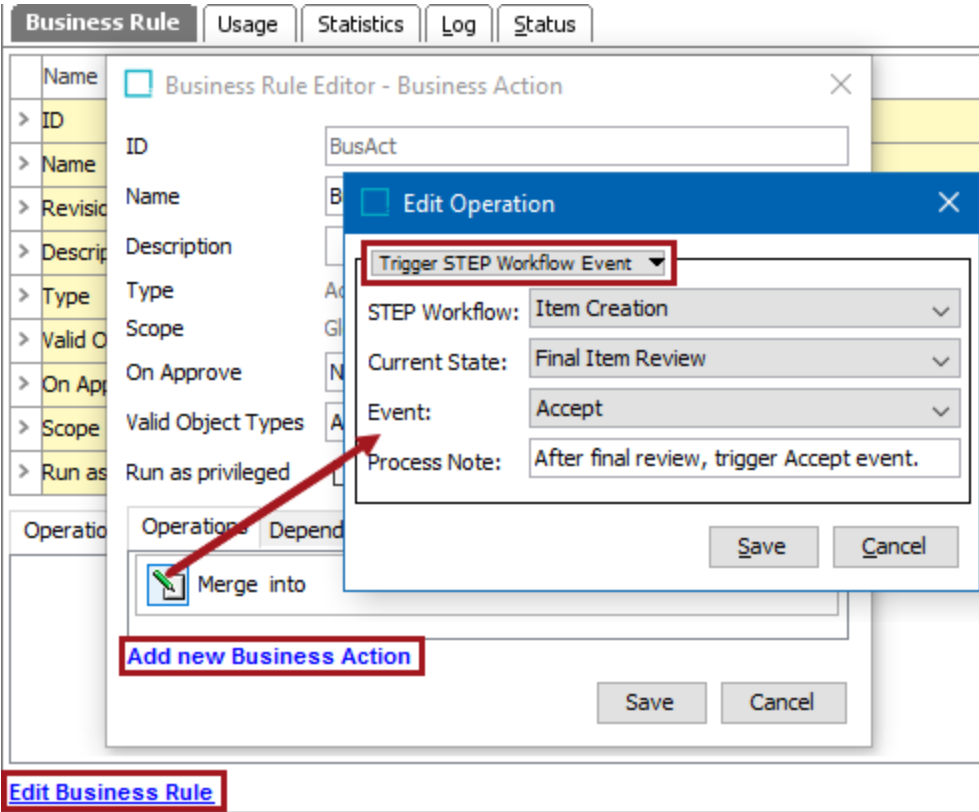 Business Rule Usage Statistics Log Status
Name
Business Rule Editor - Business Action
> ID
ID BusAct
> Name
Name B
Edit Operation
> Revisio
Description
Trigger STEP Workflow Event
> Descrip
Type Ac
STEP Workflow: Item Creation
> Type
Scope Gl
Current State: Final Item Review
> Valid O
On Approve N
> On App
Event: Accept
Valid Object Types A
> Scope
Process Note: After final review, trigger Accept event.
> Run as
Run as privileged
Operatio
Operations Depend
Save Cancel
Merge into
Add new Business Action
Save Cancel
Edit Business Rule